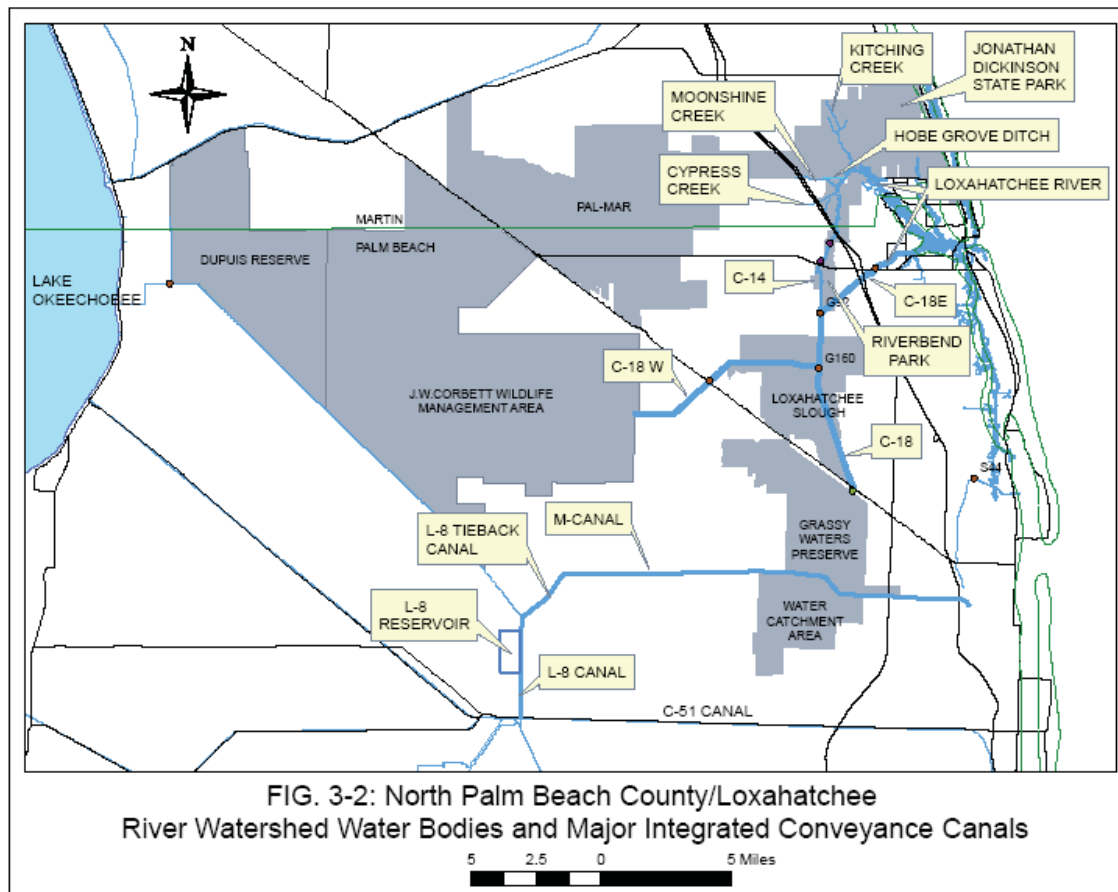 N
KITCHING
CREEK
JONATHAN
DICKINSON
STATE PARK
MOONSHINE
CREEK
HOBE GROVE DITCH
CYPRESS
CREEK
LOXAHATCHEE RIVER
PAL-MAR
MARTIN
PALM BEACH
DUPUIS RESERVE
LAKE
OKEECHOBEE
C-14
C-18E
G92
RIVERBEND
PARK
C-18 W
G160
J.W.CORBETT WILDLIFE
MANAGEMENT AREA
LOXAHATCHEE
SLOUGH
C-18
S44
M-CANAL
L-8 TIEBACK
CANAL
GRASSY
WATERS
PRESERVE
L-8
RESERVOIR
WATER
CATCHMENT
AREA
L-8 CANAL
C-51 CANAL
FIG. 3-2: North Palm Beach County/Loxahatchee
River Watershed Water Bodies and Major Integrated Conveyance Canals
5 2.5 0 5 Miles